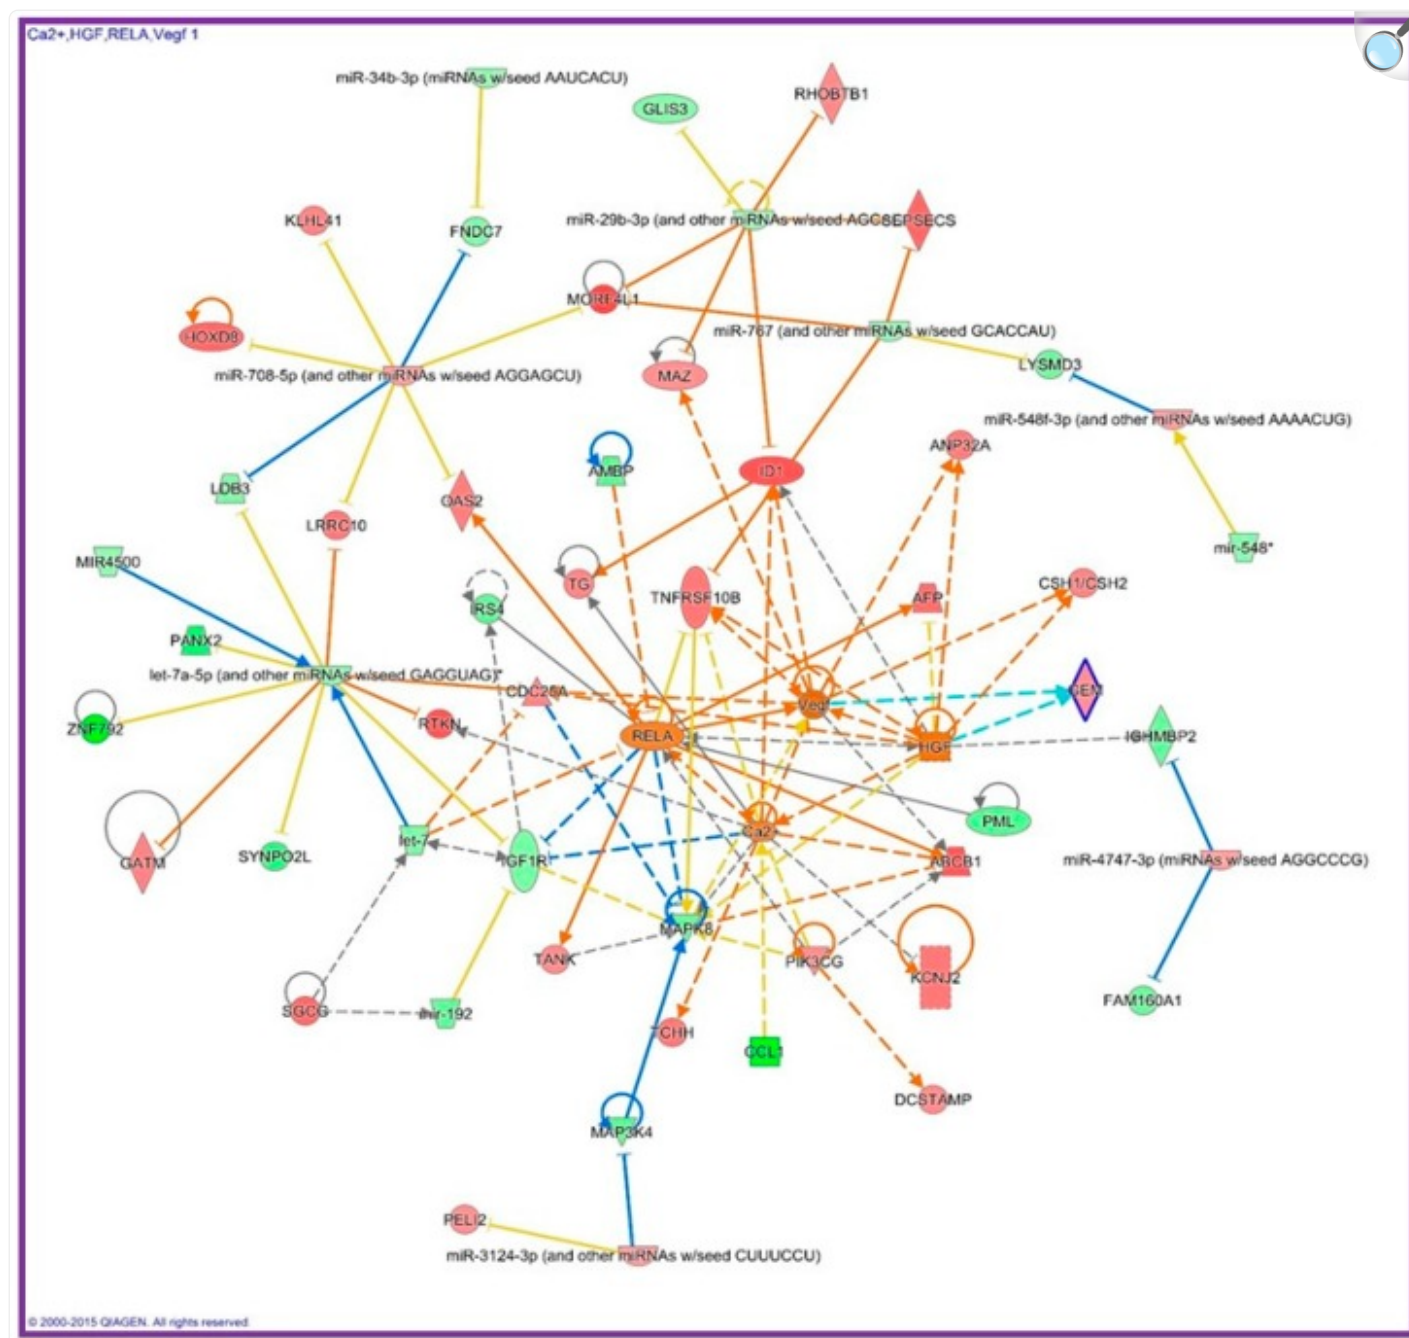 Ca2+,HGF,RELA,Vegf 1
miR-34b-3p (miRNAs w/seed AAUCACU)
RHOBTB1
GLIS3
KLHL41
FNDC7
miR-29b-3p (and other miRNAs w/seed AGC
SEPSECS
MORF4L1
HOXD8
miR-767 (and other miRNAs w/seed GCACCAU)
LYSMD3
miR-708-5p (and other miRNAs w/seed AGGAGCU)
MAZ
miR-548f-3p (and other miRNAs w/seed AAAACUG)
ANP32A
AMBP
ID1
LDB3
OAS2
LRRC10
mir-548*
MIR4500
TG
TNFRSF10B
AFP
CSH1/CSH2
IRS4
PANX2
let-7a-5p (and other miRNAs w/seed GAGGUAG)*
CDC25A
GEM
Vegf
ZNF792
RTKN
RELA
HGF
IGHMBP2
PML
Ca2+
let-7
GATM
SYNPO2L
IGF1R
ABCB1
miR-4747-3p (miRNAs w/seed AGGCCCG)
MAPK8
TANK
PIK3CG
KCNJ2
FAM160A1
SGCG
mir-192
TCHH
CCL1
DCSTAMP
MAP3K4
PELI2
miR-3124-3p (and other miRNAs w/seed CUUUCCU)
© 2000-2015 QIAGEN. All rights reserved.